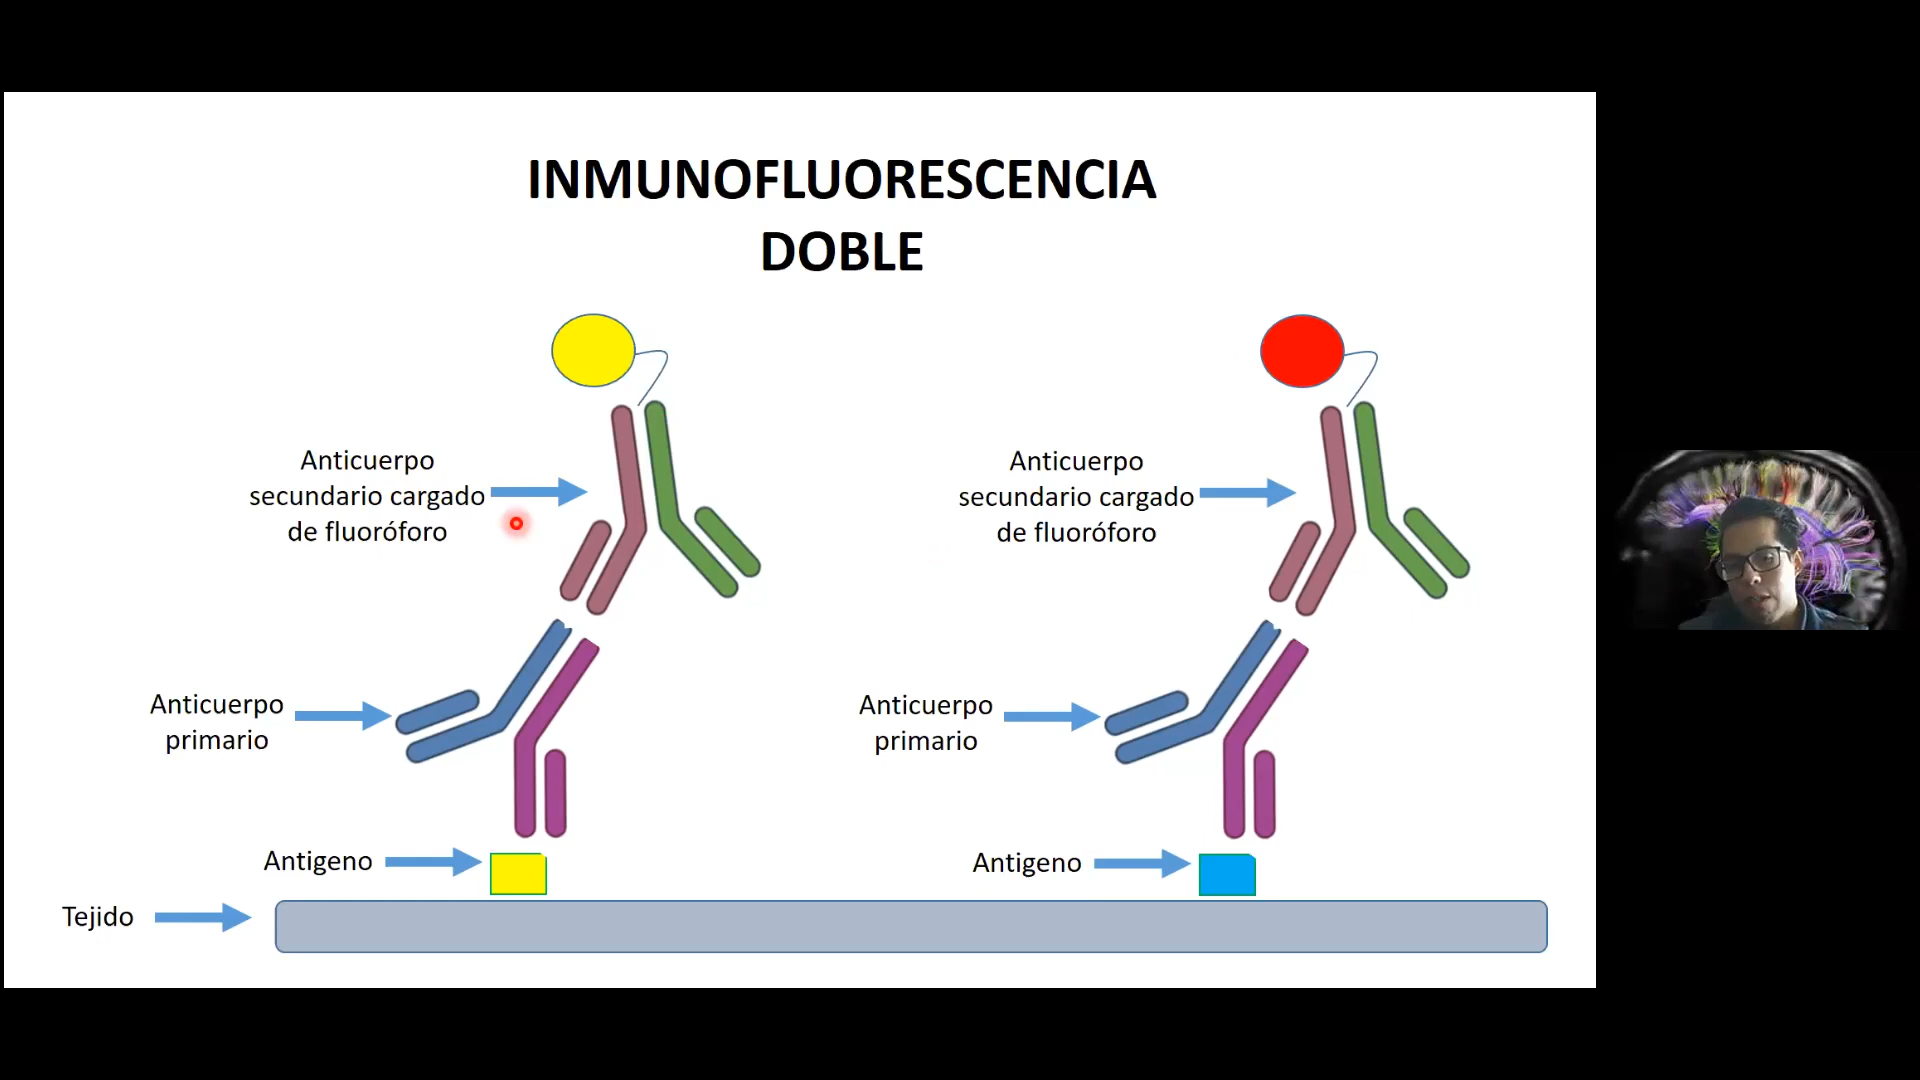 INMUNOFLUORESCENCIA
DOBLE
Anticuerpo
secundario cargado
de fluoróforo
Anticuerpo
secundario cargado
de fluoróforo
Anticuerpo
primario
Anticuerpo
primario
Antigeno
Antigeno
Tejido